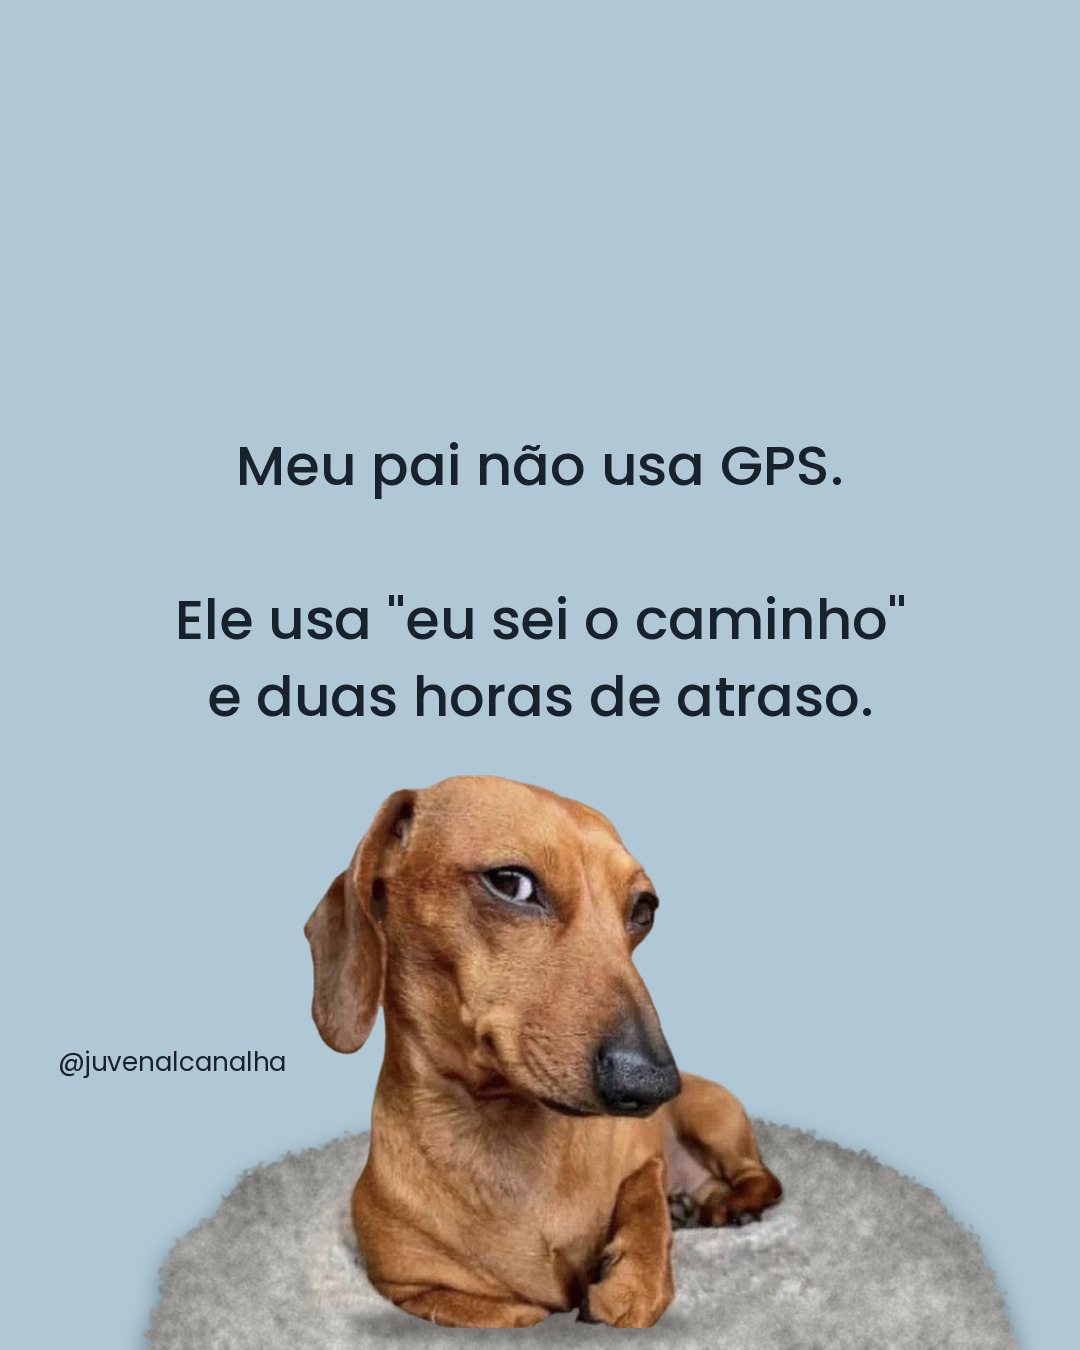 Meu pai não usa GPS.
Ele usa "eu sei o caminho"
e duas horas de atraso.
@juvenalcanalha